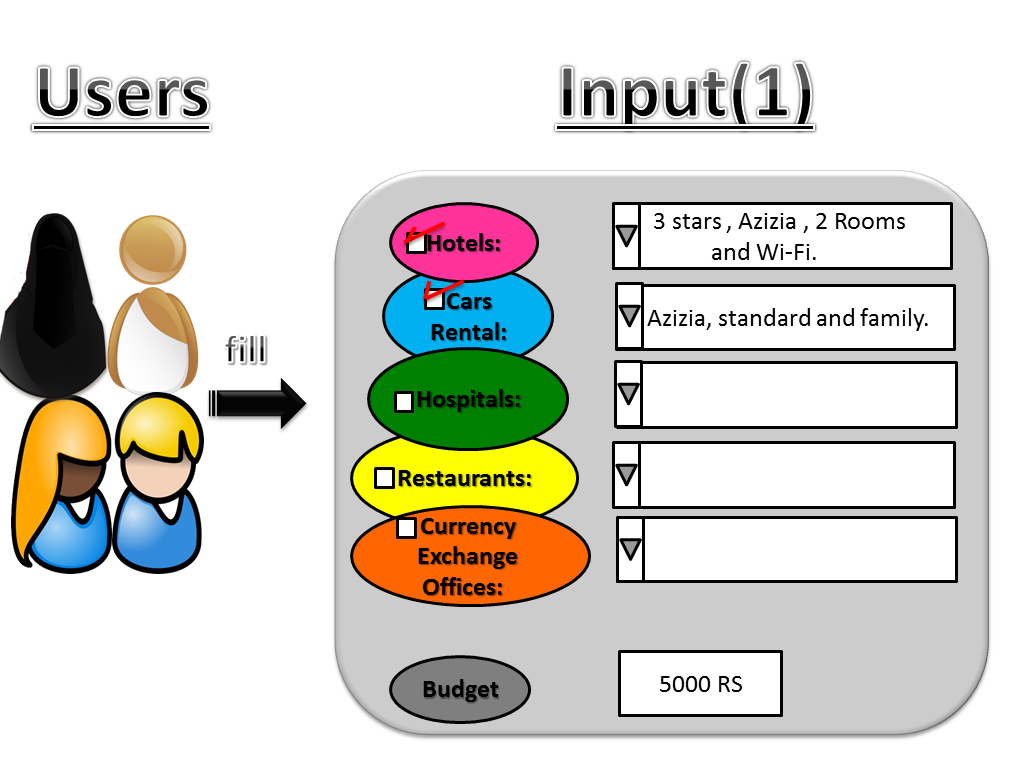 Users
Input(1)
fill
Hotels:
3 stars , Azizia , 2 Rooms
and Wi-Fi.
Cars
Rental:
Azizia, standard and family.
Hospitals:
Restaurants:
Currency
Exchange
Offices:
Budget
5000 RS